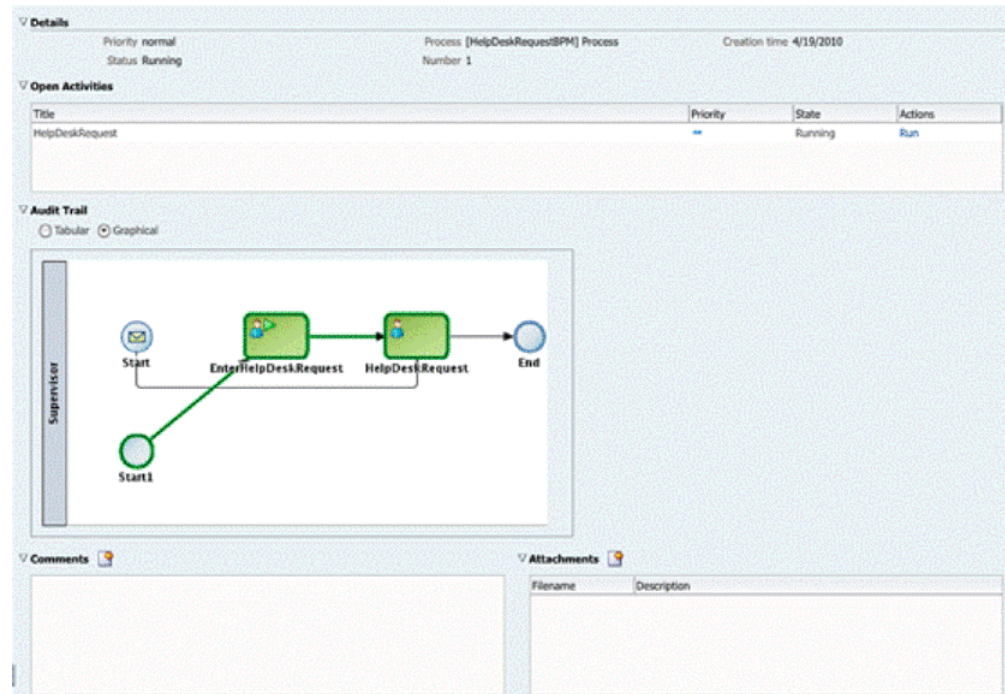 Details
Priority normal Process [HelpDeskRequestBPM] Process Creation time 4/19/2010
Status Running Number 1
Open Activities
Title Priority State Actions
HelpDeskRequest Running Run
Audit Trail
Tabular Graphical
Supervisor
Start EnterHelpDeskRequest HelpDeskRequest End
Start1
Comments Attachments
Filename Description